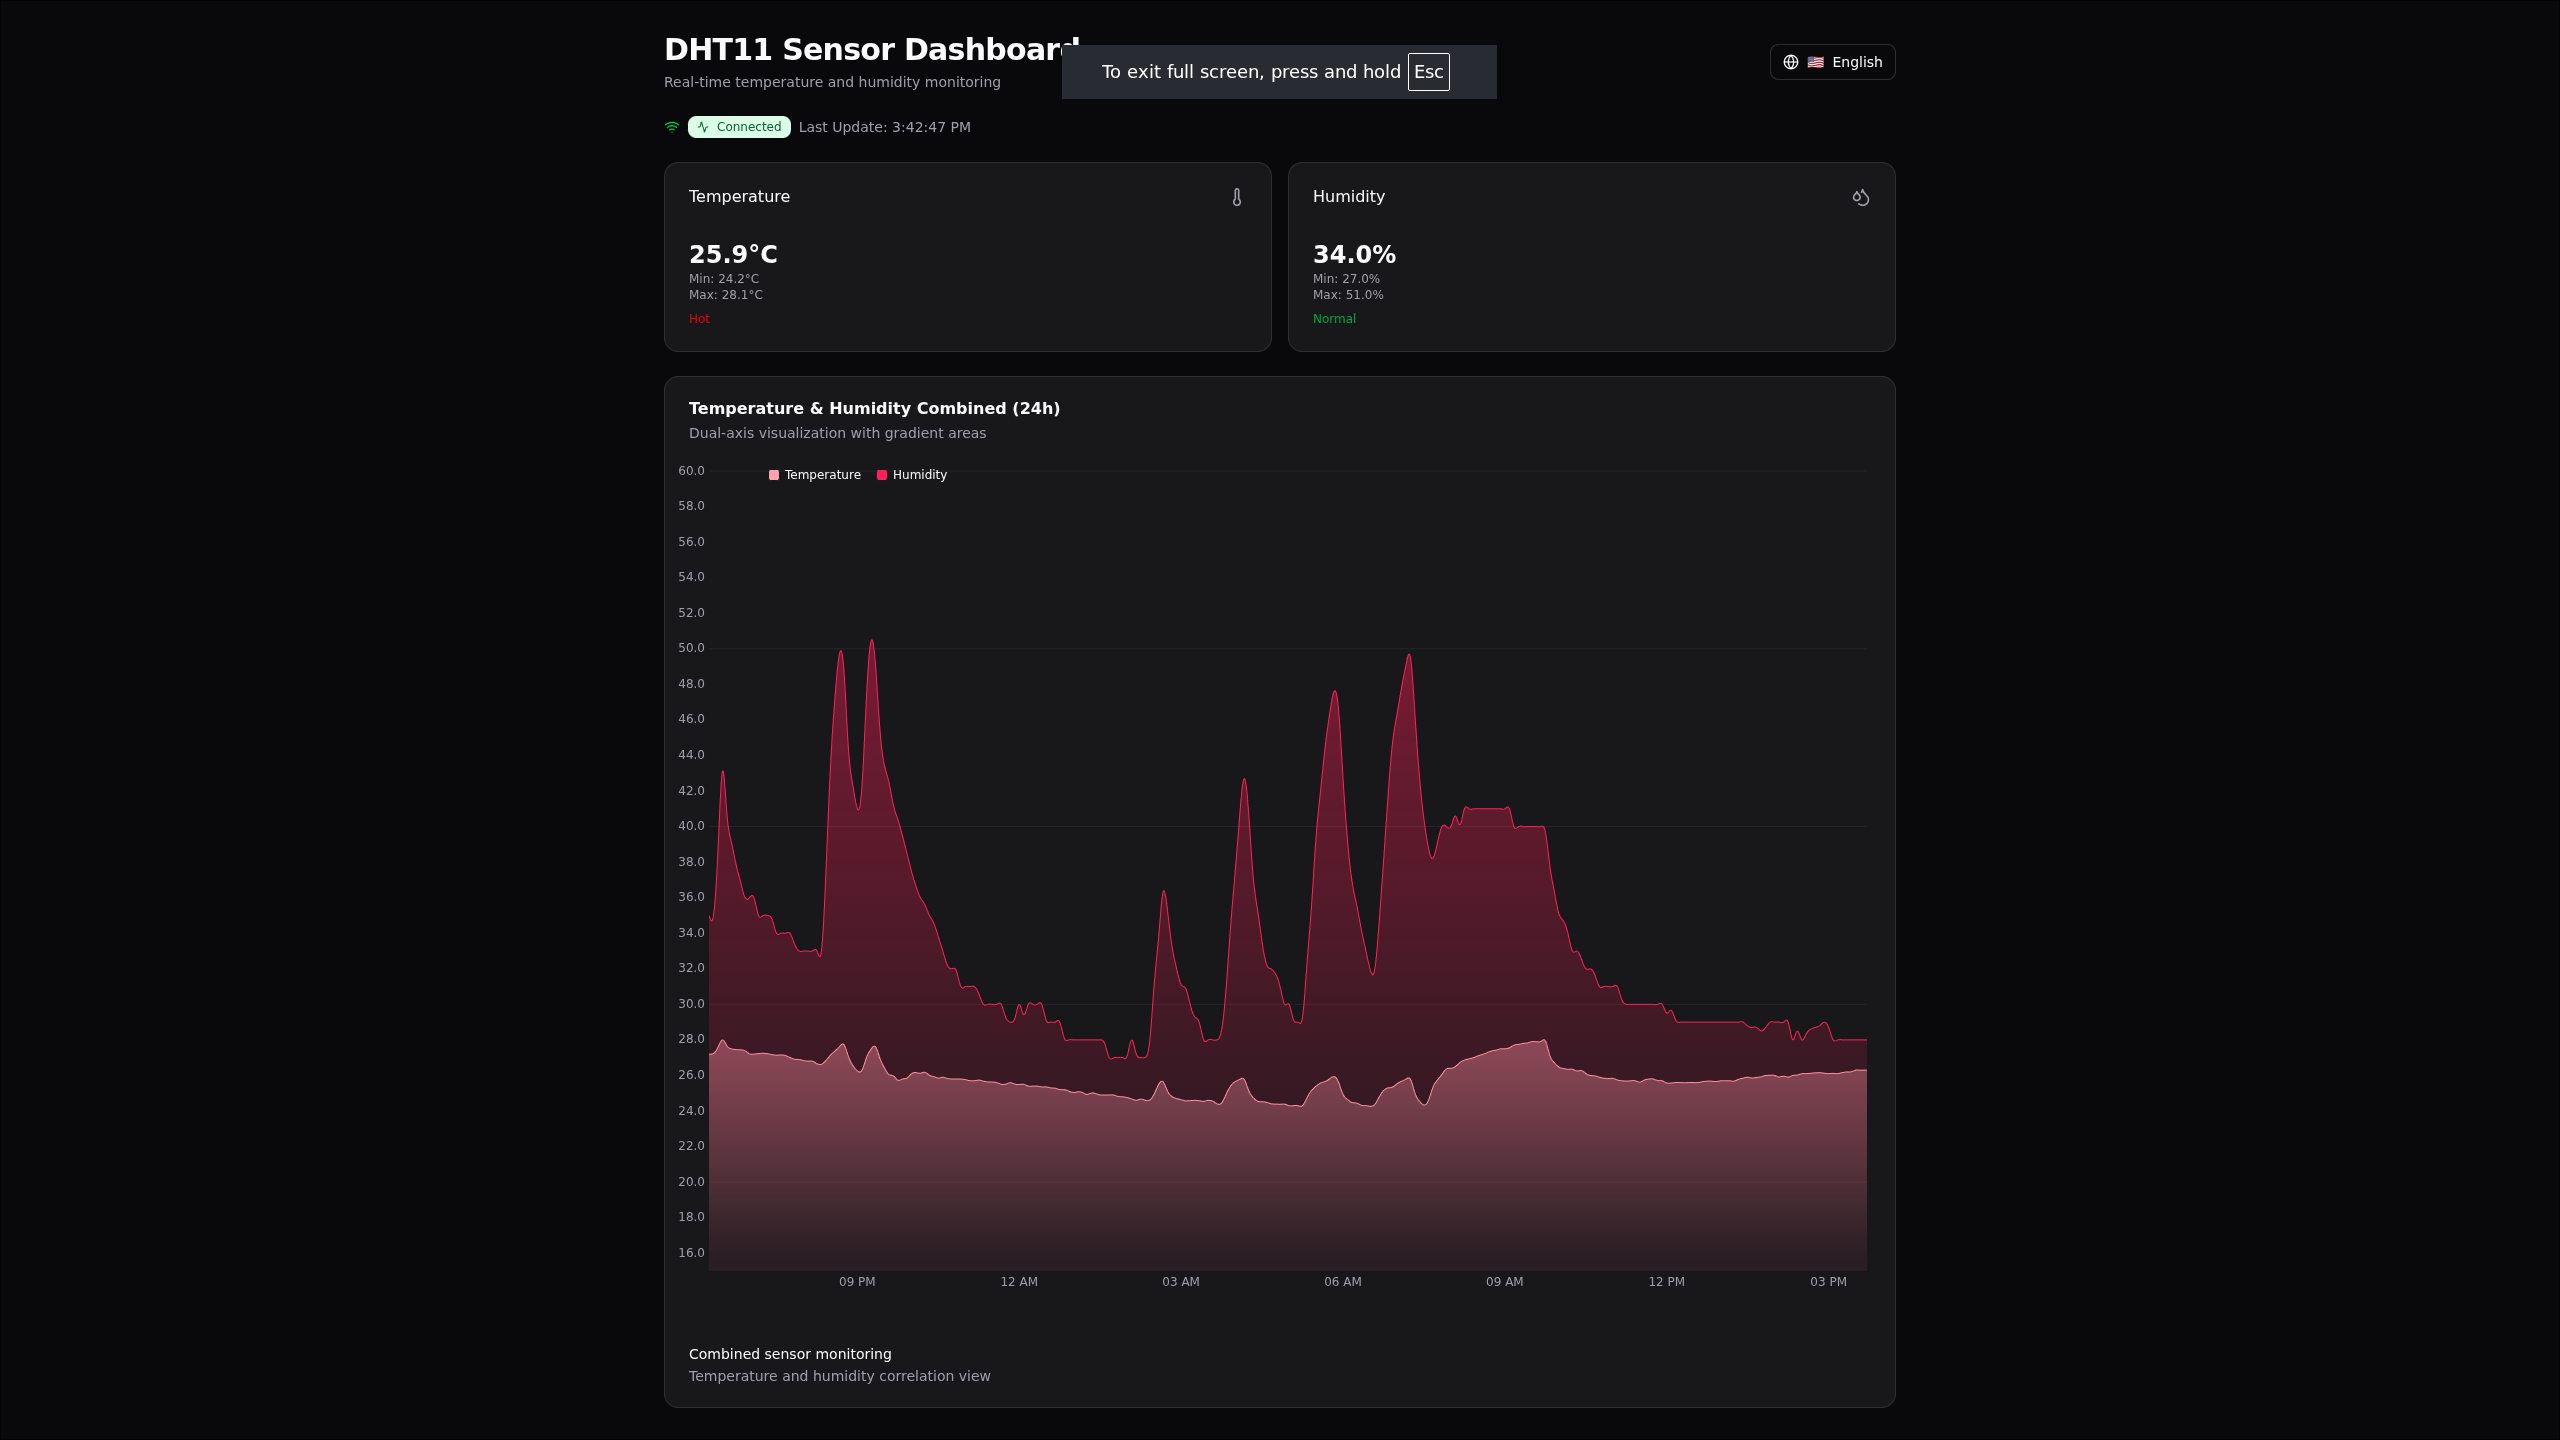 DHT11 Sensor Dashboard
Real-time temperature and humidity monitoring
To exit full screen, press and hold Esc
English
Connected Last Update: 3:42:47 PM
Temperature
25.9°C
Min: 24.2°C
Max: 28.1°C
Hot
Humidity
34.0%
Min: 27.0%
Max: 51.0%
Normal
Temperature & Humidity Combined (24h)
Dual-axis visualization with gradient areas
Temperature Humidity
60.0
58.0
56.0
54.0
52.0
50.0
48.0
46.0
44.0
42.0
40.0
38.0
36.0
34.0
32.0
30.0
28.0
26.0
24.0
22.0
20.0
18.0
16.0
09 PM 12 AM 03 AM 06 AM 09 AM 12 PM 03 PM
Combined sensor monitoring
Temperature and humidity correlation view